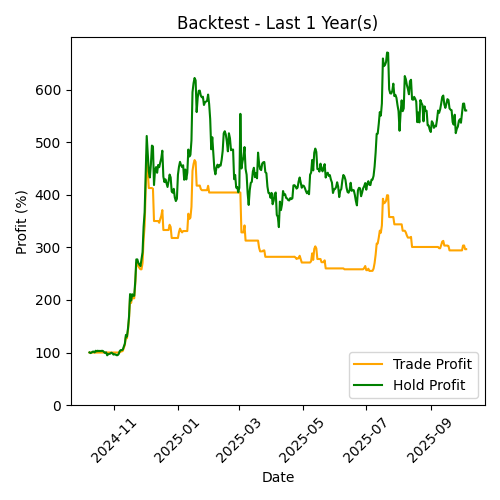 Backtest - Last 1 Year(s)
Profit (%)
600
500
400
300
200
100
0
2024-11
2025-01
2025-03
2025-05
2025-07
2025-09
Date
Trade Profit
Hold Profit